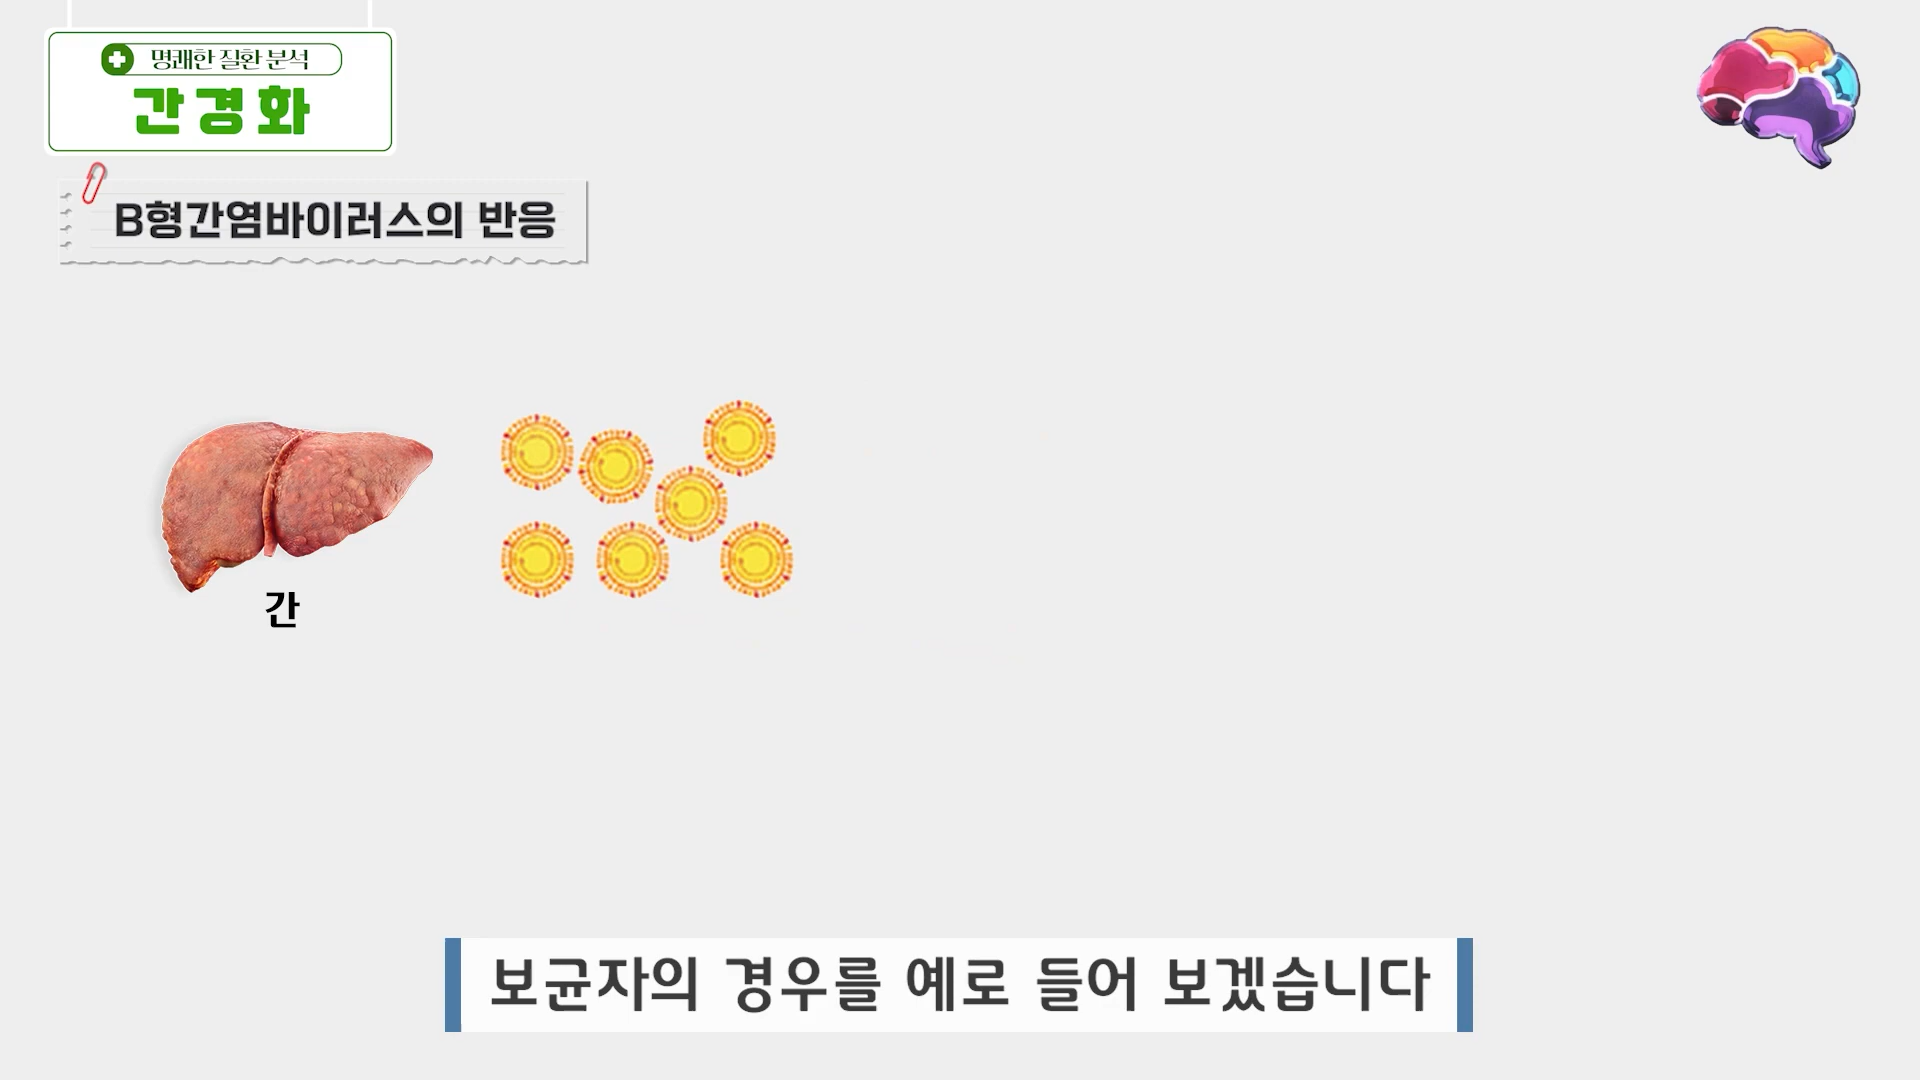 명쾌한 질환 분석
간경화
B형간염바이러스의 반응
간
보균자의 경우를 예로 들어 보겠습니다